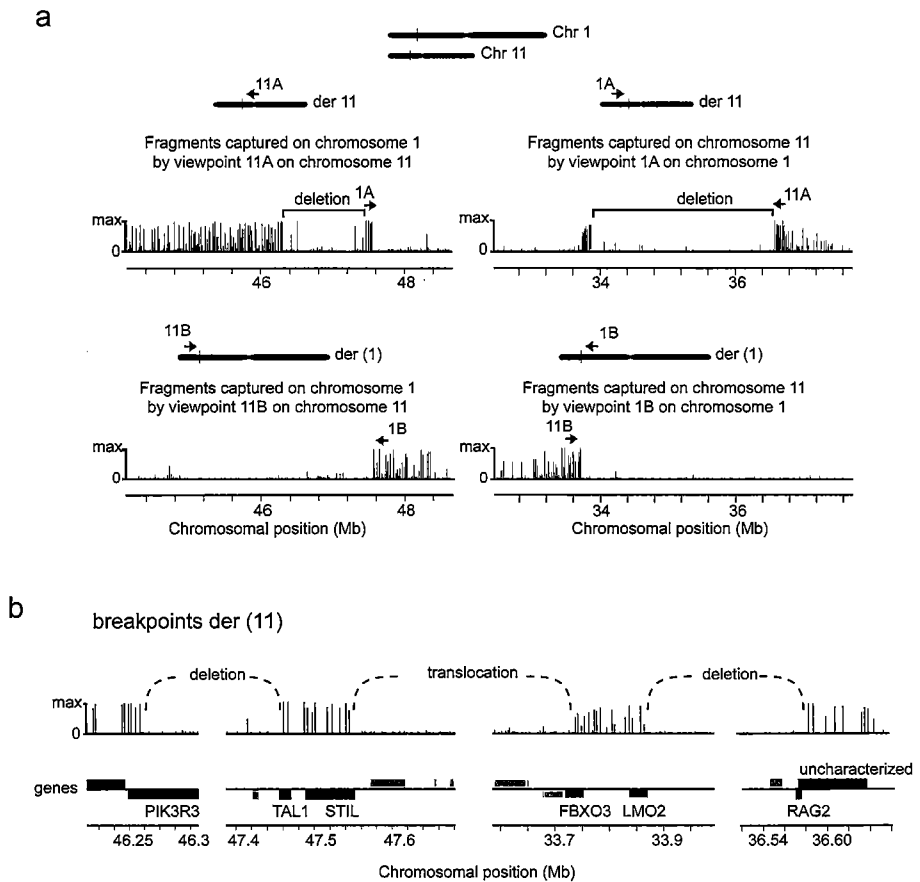 a
Chr 1
Chr 11
11A
der 11
1A
der 11
Fragments captured on chromosome 1
by viewpoint 11A on chromosome 11
Fragments captured on chromosome 11
by viewpoint 1A on chromosome 1
deletion
1A
max
0
46
48
deletion
11A
max
0
34
36
11B
der (1)
1B
der (1)
Fragments captured on chromosome 1
by viewpoint 11B on chromosome 11
Fragments captured on chromosome 11
by viewpoint 1B on chromosome 1
1B
max
0
46
48
Chromosomal position (Mb)
11B
max
0
34
36
Chromosomal position (Mb)
b
breakpoints der (11)
deletion
translocation
deletion
max
0
genes
uncharacterized
PIK3R3
TAL1
STIL
FBXO3
LMO2
RAG2
46.25
46.3
47.4
47.5
47.6
33.7
33.9
36.54
36.60
Chromosomal position (Mb)